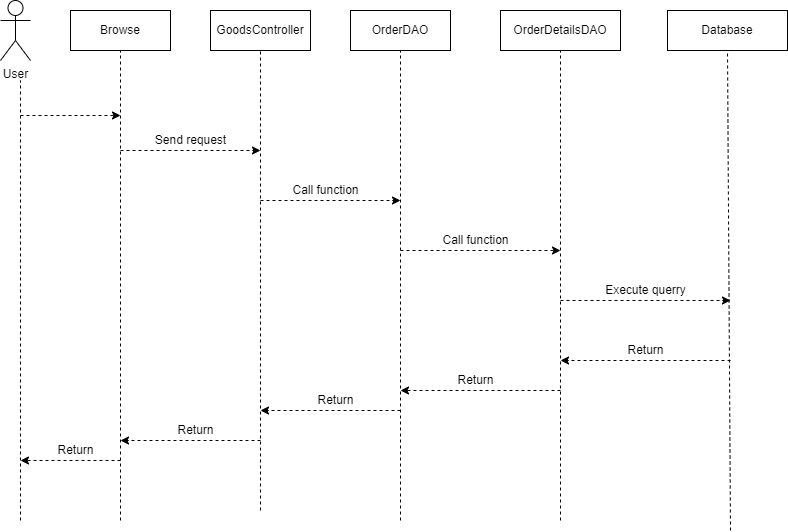 Browse
GoodsController
OrderDAO
OrderDetailsDAO
Database
User
Send request
Call function
Call function
Execute querry
Return
Return
Return
Return
Return